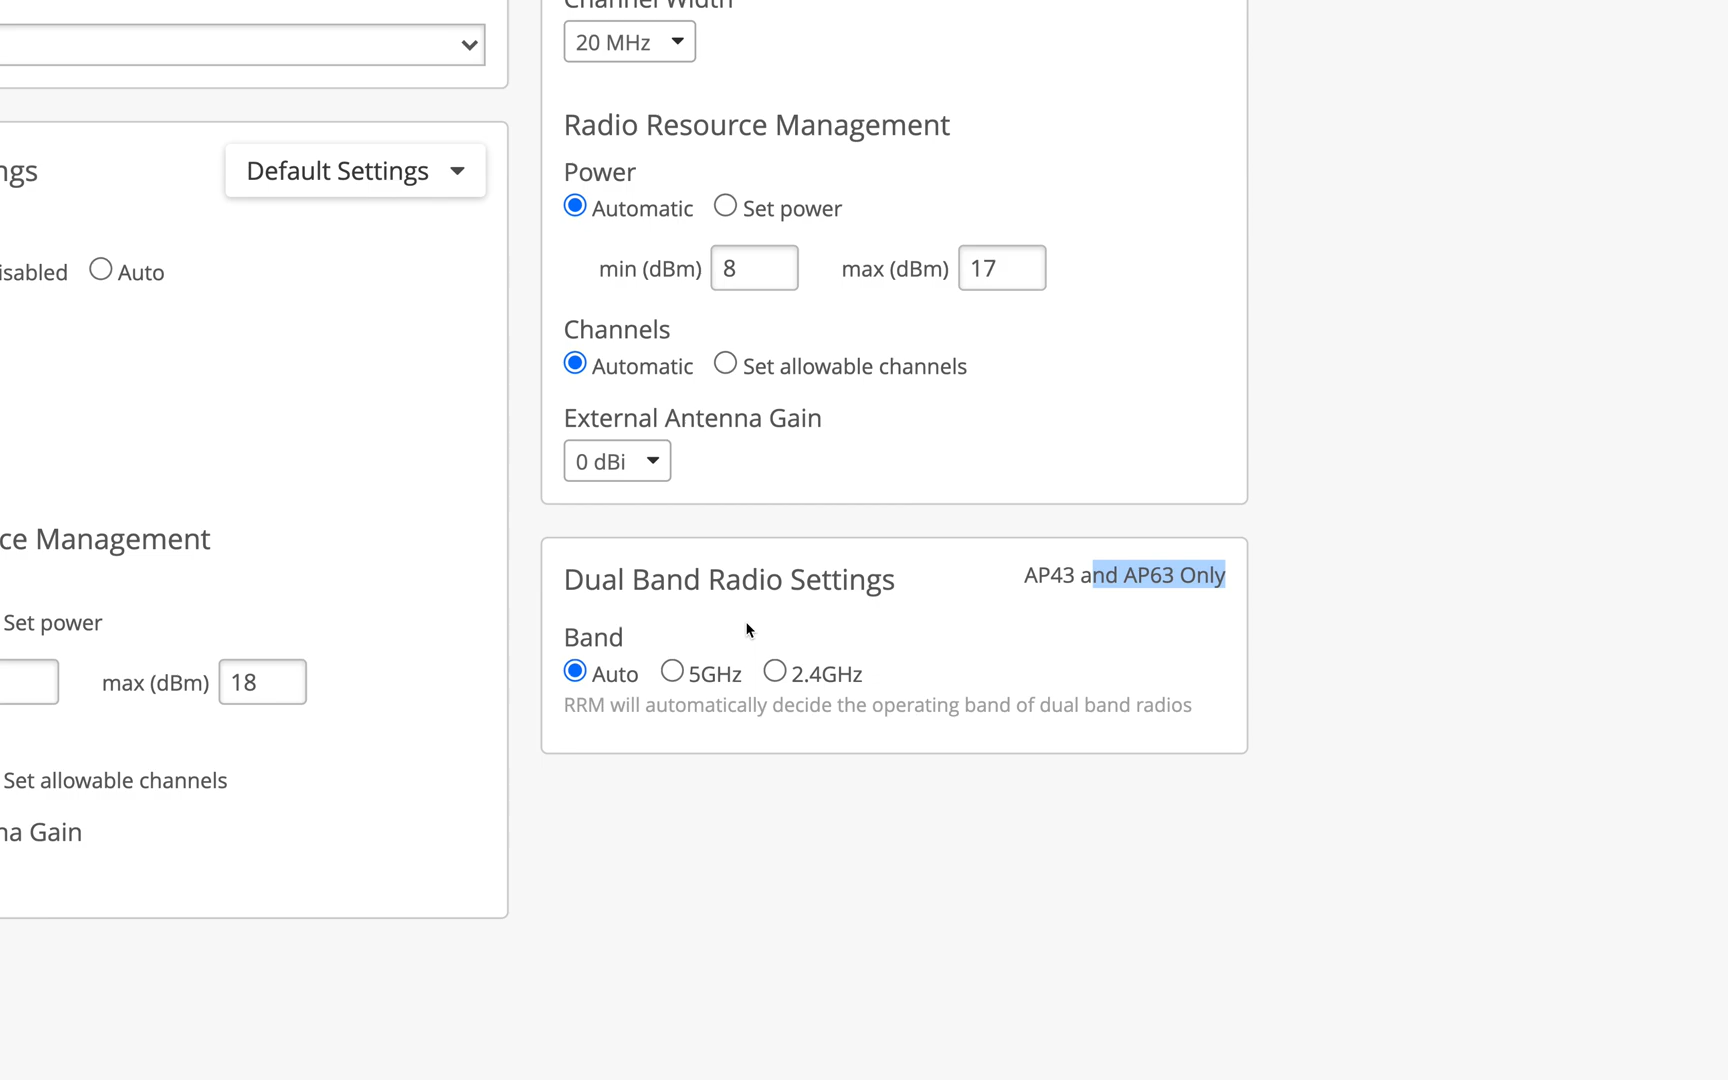 ngs
Default Settings
isabled Auto
ce Management
Set power
max (dBm) 18
Set allowable channels
na Gain
Channel Width
20 MHz
Radio Resource Management
Power
Automatic Set power
min (dBm) 8 max (dBm) 17
Channels
Automatic Set allowable channels
External Antenna Gain
0 dBi
Dual Band Radio Settings
AP43 and AP63 Only
Band
Auto 5GHz 2.4GHz
RRM will automatically decide the operating band of dual band radios